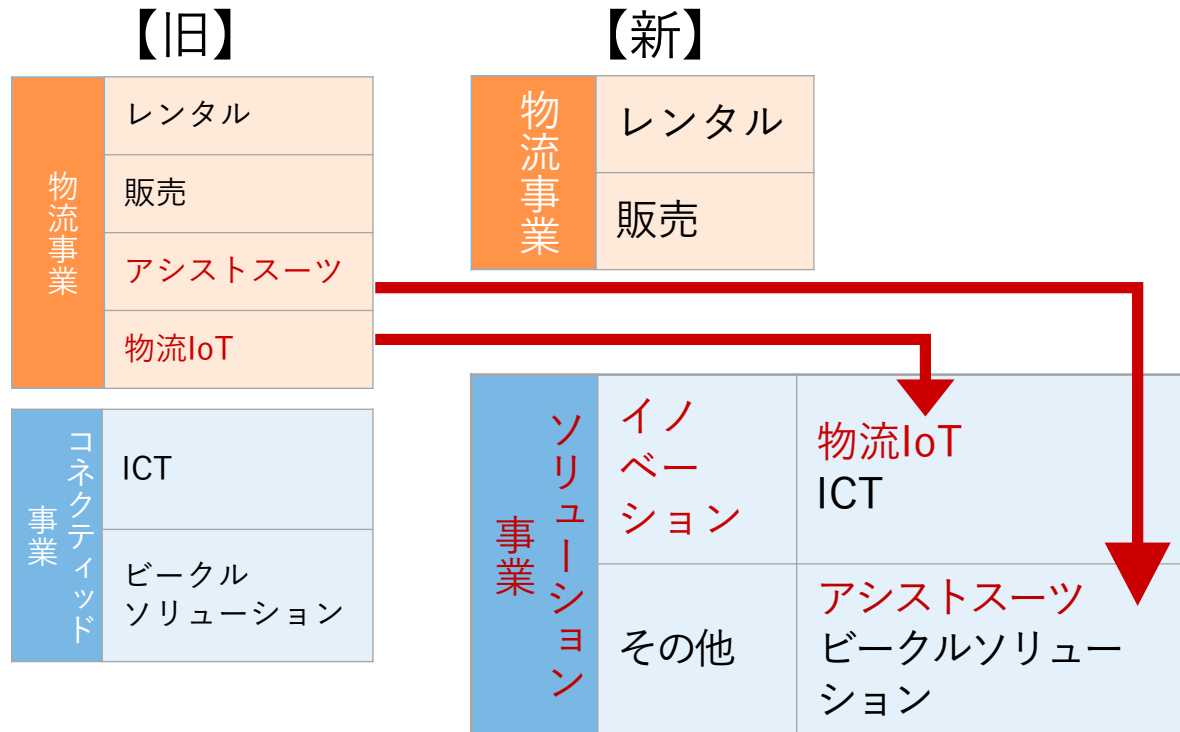 【旧】
物流事業
レンタル
販売
アシストスーツ
物流IoT
コネクティッド
事業
ICT
ビークル
ソリューション
【新】
物流事業
レンタル
販売
ソリューション
事業
イノ
ベー
ション
物流IoT
ICT
その他
アシストスーツ
ビークルソリュー
ション